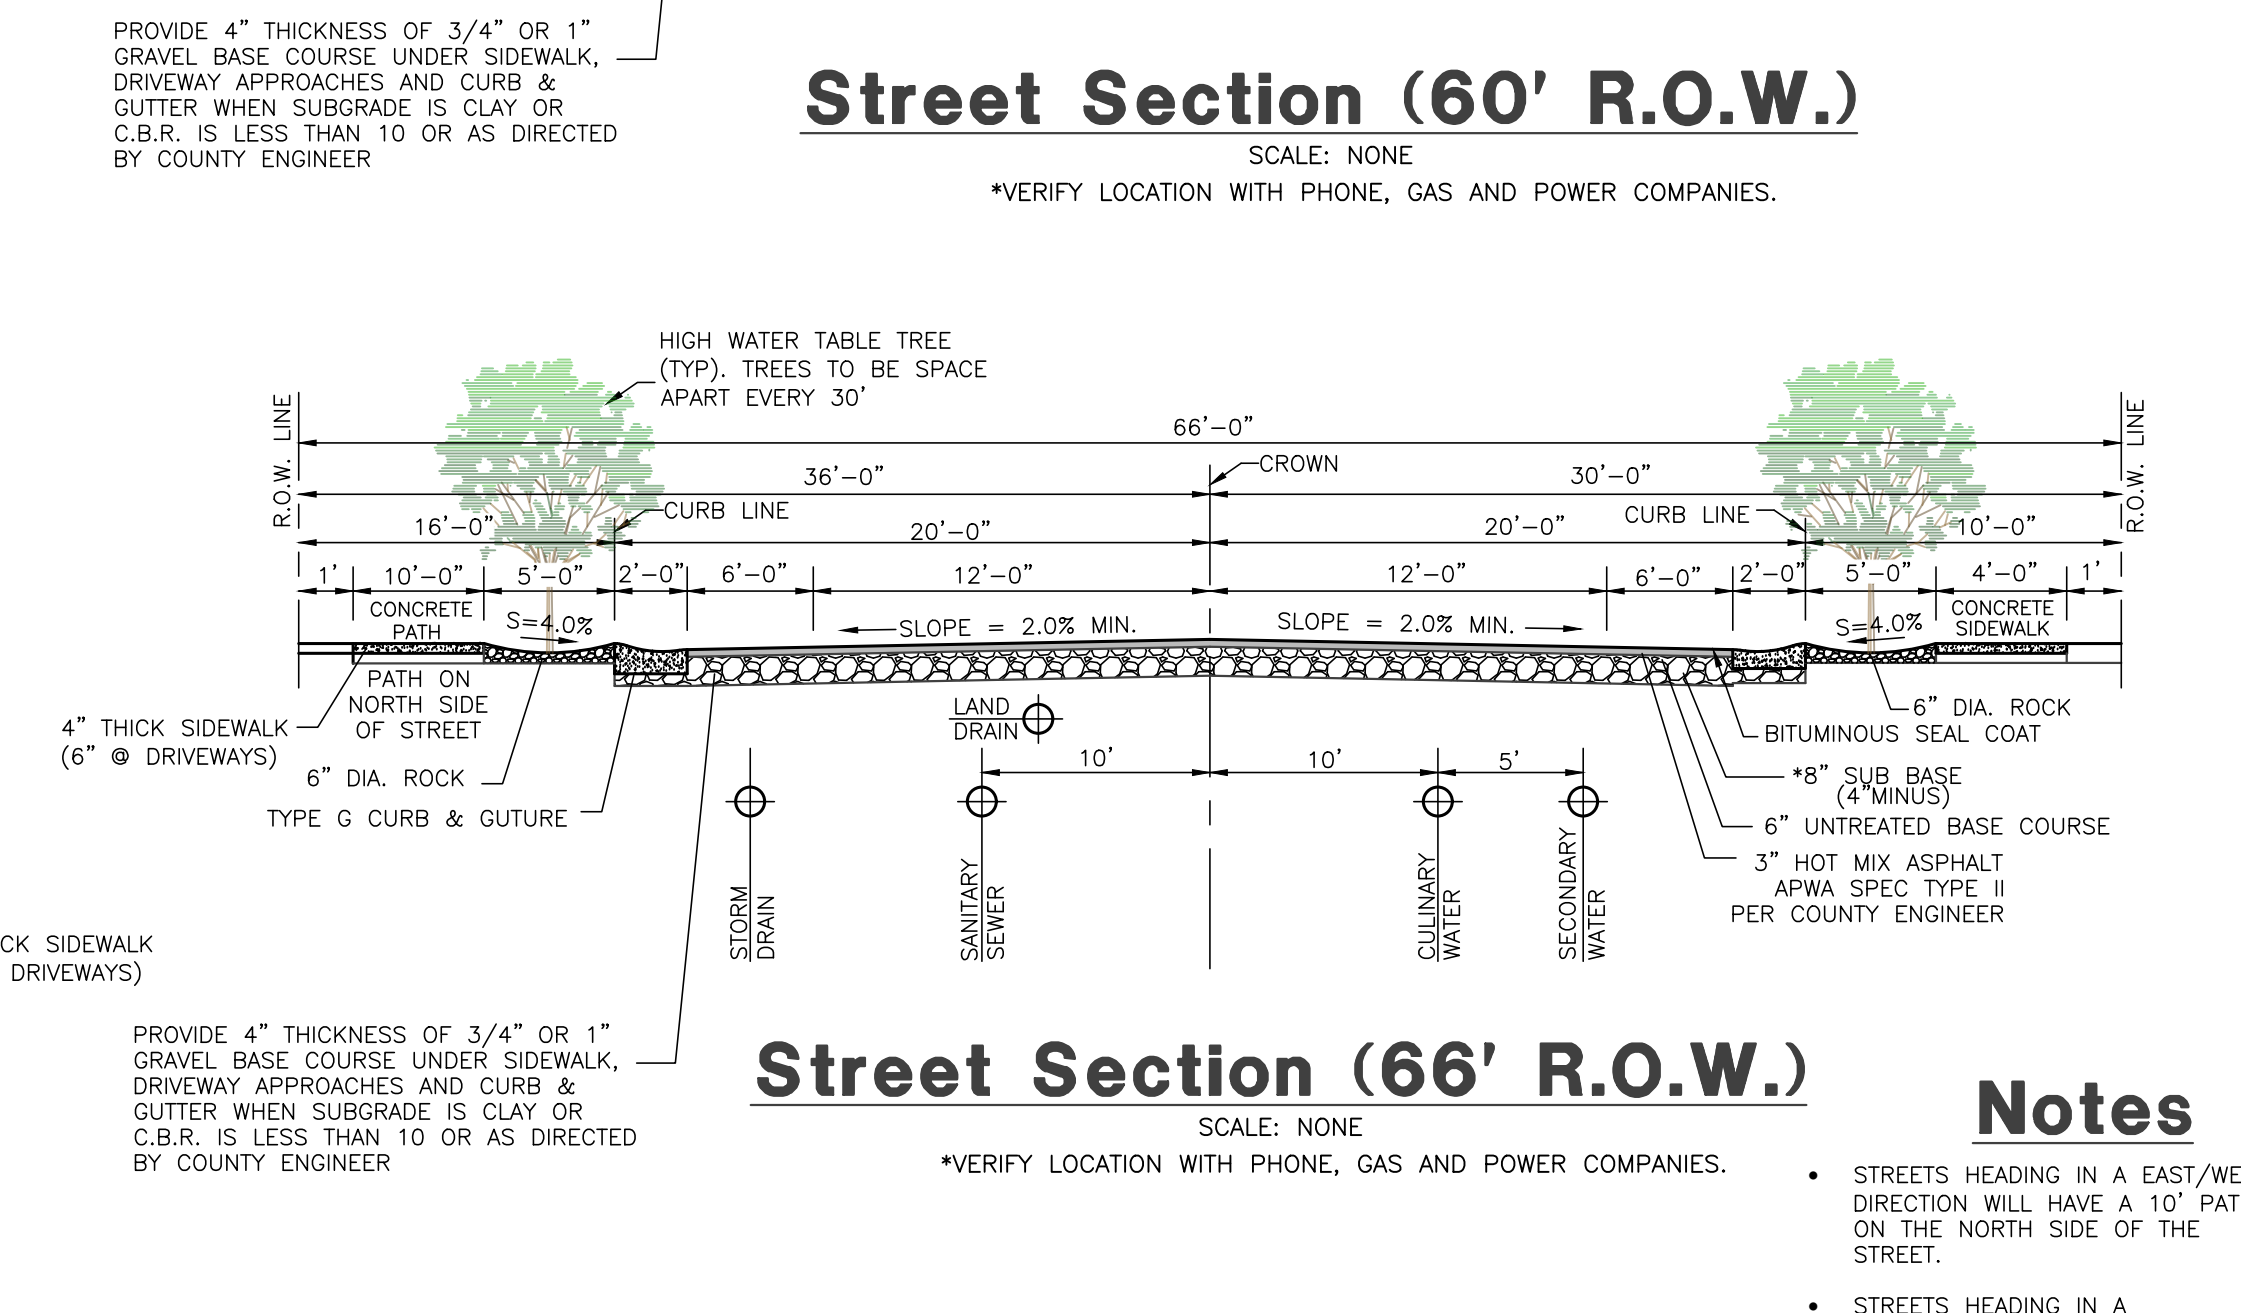 PROVIDE 4" THICKNESS OF 3/4" OR 1"
GRAVEL BASE COURSE UNDER SIDEWALK,
DRIVEWAY APPROACHES AND CURB &
GUTTER WHEN SUBGRADE IS CLAY OR
C.B.R. IS LESS THAN 10 OR AS DIRECTED
BY COUNTY ENGINEER
Street Section (60' R.O.W.)
SCALE: NONE
*VERIFY LOCATION WITH PHONE, GAS AND POWER COMPANIES.
HIGH WATER TABLE TREE
(TYP). TREES TO BE SPACE
APART EVERY 30'
R.O.W. LINE
R.O.W. LINE
66'-0"
CROWN
36'-0"
30'-0"
CURB LINE
CURB LINE
16'-0"
20'-0"
20'-0"
10'-0"
1'
10'-0"
5'-0"
2'-0"
6'-0"
12'-0"
12'-0"
6'-0"
2'-0"
5'-0"
4'-0"
1'
CONCRETE
PATH
S=4.0%
SLOPE = 2.0% MIN.
SLOPE = 2.0% MIN.
S=4.0%
CONCRETE
SIDEWALK
PATH ON
NORTH SIDE
OF STREET
4" THICK SIDEWALK
(6" @ DRIVEWAYS)
6" DIA. ROCK
TYPE G CURB & GUTURE
LAND
DRAIN
10'
10'
5'
STORM
DRAIN
SANITARY
SEWER
CULINARY
WATER
SECONDARY
WATER
6" DIA. ROCK
BITUMINOUS SEAL COAT
*8" SUB BASE
(4"MINUS)
6" UNTREATED BASE COURSE
3" HOT MIX ASPHALT
APWA SPEC TYPE II
PER COUNTY ENGINEER
CK SIDEWALK
DRIVEWAYS)
PROVIDE 4" THICKNESS OF 3/4" OR 1"
GRAVEL BASE COURSE UNDER SIDEWALK,
DRIVEWAY APPROACHES AND CURB &
GUTTER WHEN SUBGRADE IS CLAY OR
C.B.R. IS LESS THAN 10 OR AS DIRECTED
BY COUNTY ENGINEER
Street Section (66' R.O.W.)
SCALE: NONE
*VERIFY LOCATION WITH PHONE, GAS AND POWER COMPANIES.
Notes
• STREETS HEADING IN A EAST/WE
DIRECTION WILL HAVE A 10' PAT
ON THE NORTH SIDE OF THE
STREET.
• STREETS HEADING IN A